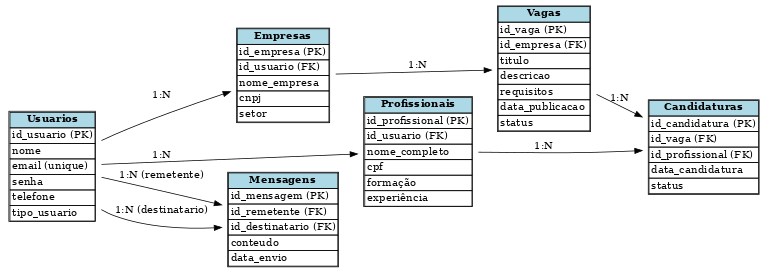 Usuarios
id_usuario (PK)
nome
email (unique)
senha
telefone
tipo_usuario
1:N
1:N
1:N (remetente)
1:N (destinatario)
Empresas
id_empresa (PK)
id_usuario (FK)
nome_empresa
cnpj
setor
1:N
Mensagens
id_mensagem (PK)
id_remetente (FK)
id_destinatario (FK)
conteudo
data_envio
Profissionais
id_profissional (PK)
id_usuario (FK)
nome_completo
cpf
formação
experiência
1:N
Vagas
id_vaga (PK)
id_empresa (FK)
titulo
descricao
requisitos
data_publicacao
status
1:N
Candidaturas
id_candidatura (PK)
id_vaga (FK)
id_profissional (FK)
data_candidatura
status